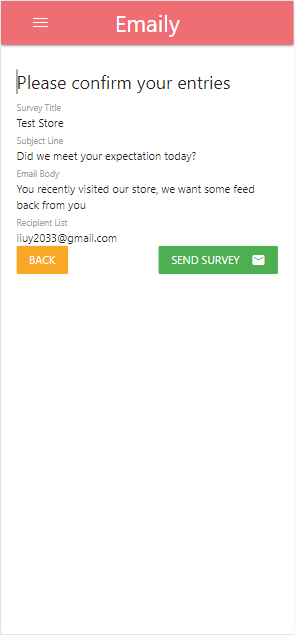 Emaily
Please confirm your entries
Survey Title
Test Store
Subject Line
Did we meet your expectation today?
Email Body
You recently visited our store, we want some feed
back from you
Recipient List
liuy2033@gmail.com
BACK
SEND SURVEY